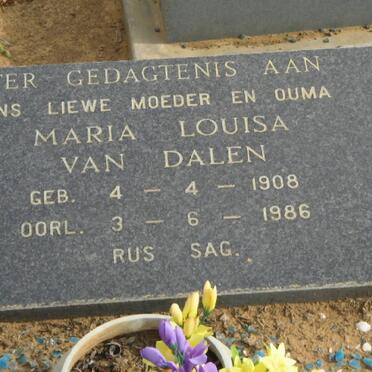 TER GEDAGTENIS AAN
NS LIEWE MOEDER EN OUMA
MARIA LOUISA
VAN DALEN
GEB. 4 – 4 – 1908
OORL. 3 – 6 – 1986
RUS SAG.